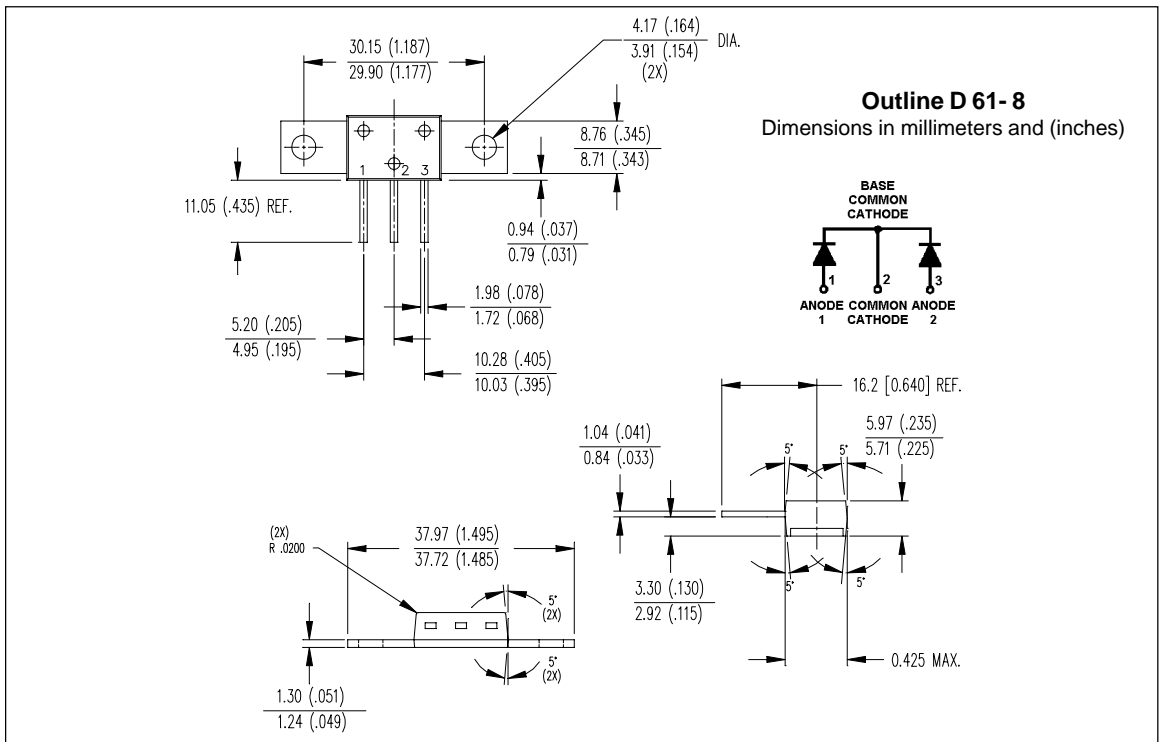 30.15 (1.187)
29.90 (1.177)
4.17 (.164)
3.91 (.154)
DIA.
(2X)
Outline D 61- 8
Dimensions in millimeters and (inches)
8.76 (.345)
8.71 (.343)
1 2 3
11.05 (.435) REF.
0.94 (.037)
0.79 (.031)
1.98 (.078)
1.72 (.068)
5.20 (.205)
4.95 (.195)
10.28 (.405)
10.03 (.395)
BASE
COMMON
CATHODE
1 2 3
ANODE COMMON ANODE
1 CATHODE 2
16.2 [0.640] REF.
1.04 (.041)
0.84 (.033)
5.97 (.235)
5.71 (.225)
5°
5°
3.30 (.130)
2.92 (.115)
5°
5°
0.425 MAX.
(2X)
R .0200
37.97 (1.495)
37.72 (1.485)
5°
(2X)
5°
(2X)
1.30 (.051)
1.24 (.049)